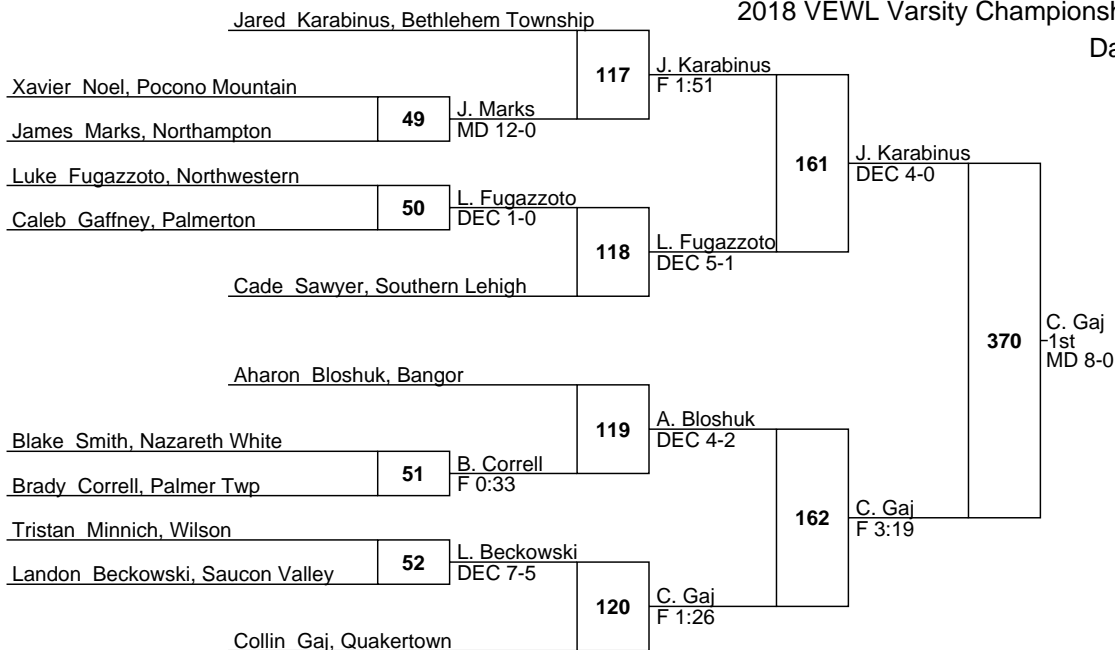 2018 VEWL Varsity Championsh
Da
Jared Karabinus, Bethlehem Township
117
J. Karabinus
F 1:51
Xavier Noel, Pocono Mountain
49
J. Marks
MD 12-0
James Marks, Northampton
161
J. Karabinus
DEC 4-0
Luke Fugazzoto, Northwestern
50
L. Fugazzoto
DEC 1-0
Caleb Gaffney, Palmerton
118
L. Fugazzoto
DEC 5-1
Cade Sawyer, Southern Lehigh
370
C. Gaj
1st
MD 8-0
Aharon Bloshuk, Bangor
119
A. Bloshuk
DEC 4-2
Blake Smith, Nazareth White
51
B. Correll
F 0:33
Brady Correll, Palmer Twp
162
C. Gaj
F 3:19
Tristan Minnich, Wilson
52
L. Beckowski
DEC 7-5
Landon Beckowski, Saucon Valley
120
C. Gaj
F 1:26
Collin Gaj, Quakertown